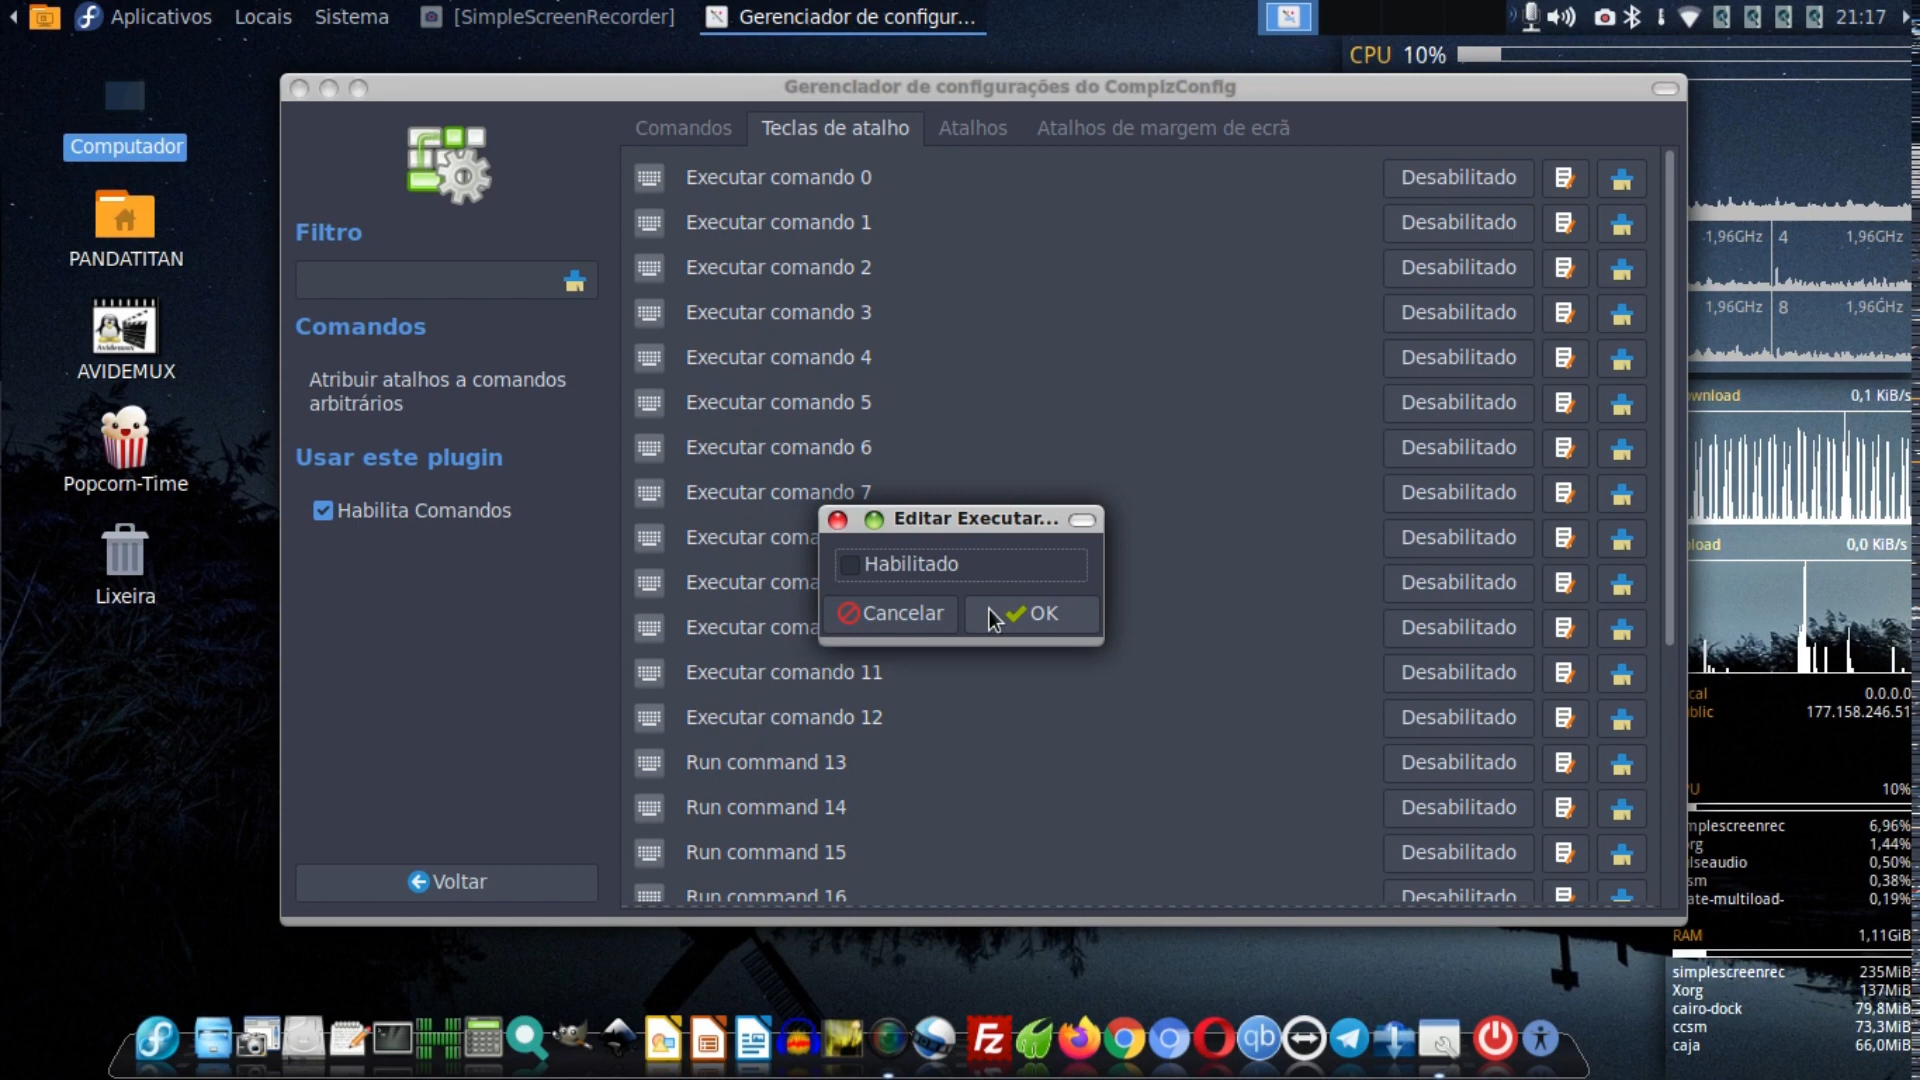 Aplicativos Locais Sistema [SimpleScreenRecorder] Gerenciador de configur... 21:17
CPU 10%
Gerenciador de configurações do CompizConfig
Computador
PANDATITAN
AVIDEMUX
Popcorn-Time
Lixeira
Filtro
Comandos
Atribuir atalhos a comandos
arbitrários
Usar este plugin
Habilita Comandos
Voltar
Comandos Teclas de atalho Atalhos Atalhos de margem de ecrã
Executar comando 0 Desabilitado
Executar comando 1 Desabilitado
Executar comando 2 Desabilitado
Executar comando 3 Desabilitado
Executar comando 4 Desabilitado
Executar comando 5 Desabilitado
Executar comando 6 Desabilitado
Executar comando 7 Desabilitado
Executar coma Desabilitado
Executar coma Desabilitado
Executar coma Desabilitado
Executar comando 11 Desabilitado
Executar comando 12 Desabilitado
Run command 13 Desabilitado
Run command 14 Desabilitado
Run command 15 Desabilitado
Run command 16 Desabilitado
Editar Executar...
Habilitado
Cancelar OK
1,96GHz 4 1,96GHz
1,96GHz 8 1,96GHz
wnload 0,1 KiB/s
load 0,0 KiB/s
cal 0.0.0.0
blic 177.158.246.51
U 10%
mplescreenrec 6,96%
rg 1,44%
lseaudio 0,50%
sm 0,38%
ate-multiload- 0,19%
RAM 1,11GiB
simplescreenrec 235MiB
Xorg 137MiB
cairo-dock 79,8MiB
ccsm 73,3MiB
caja 66,0MiB
Avidemux
FZ
qb